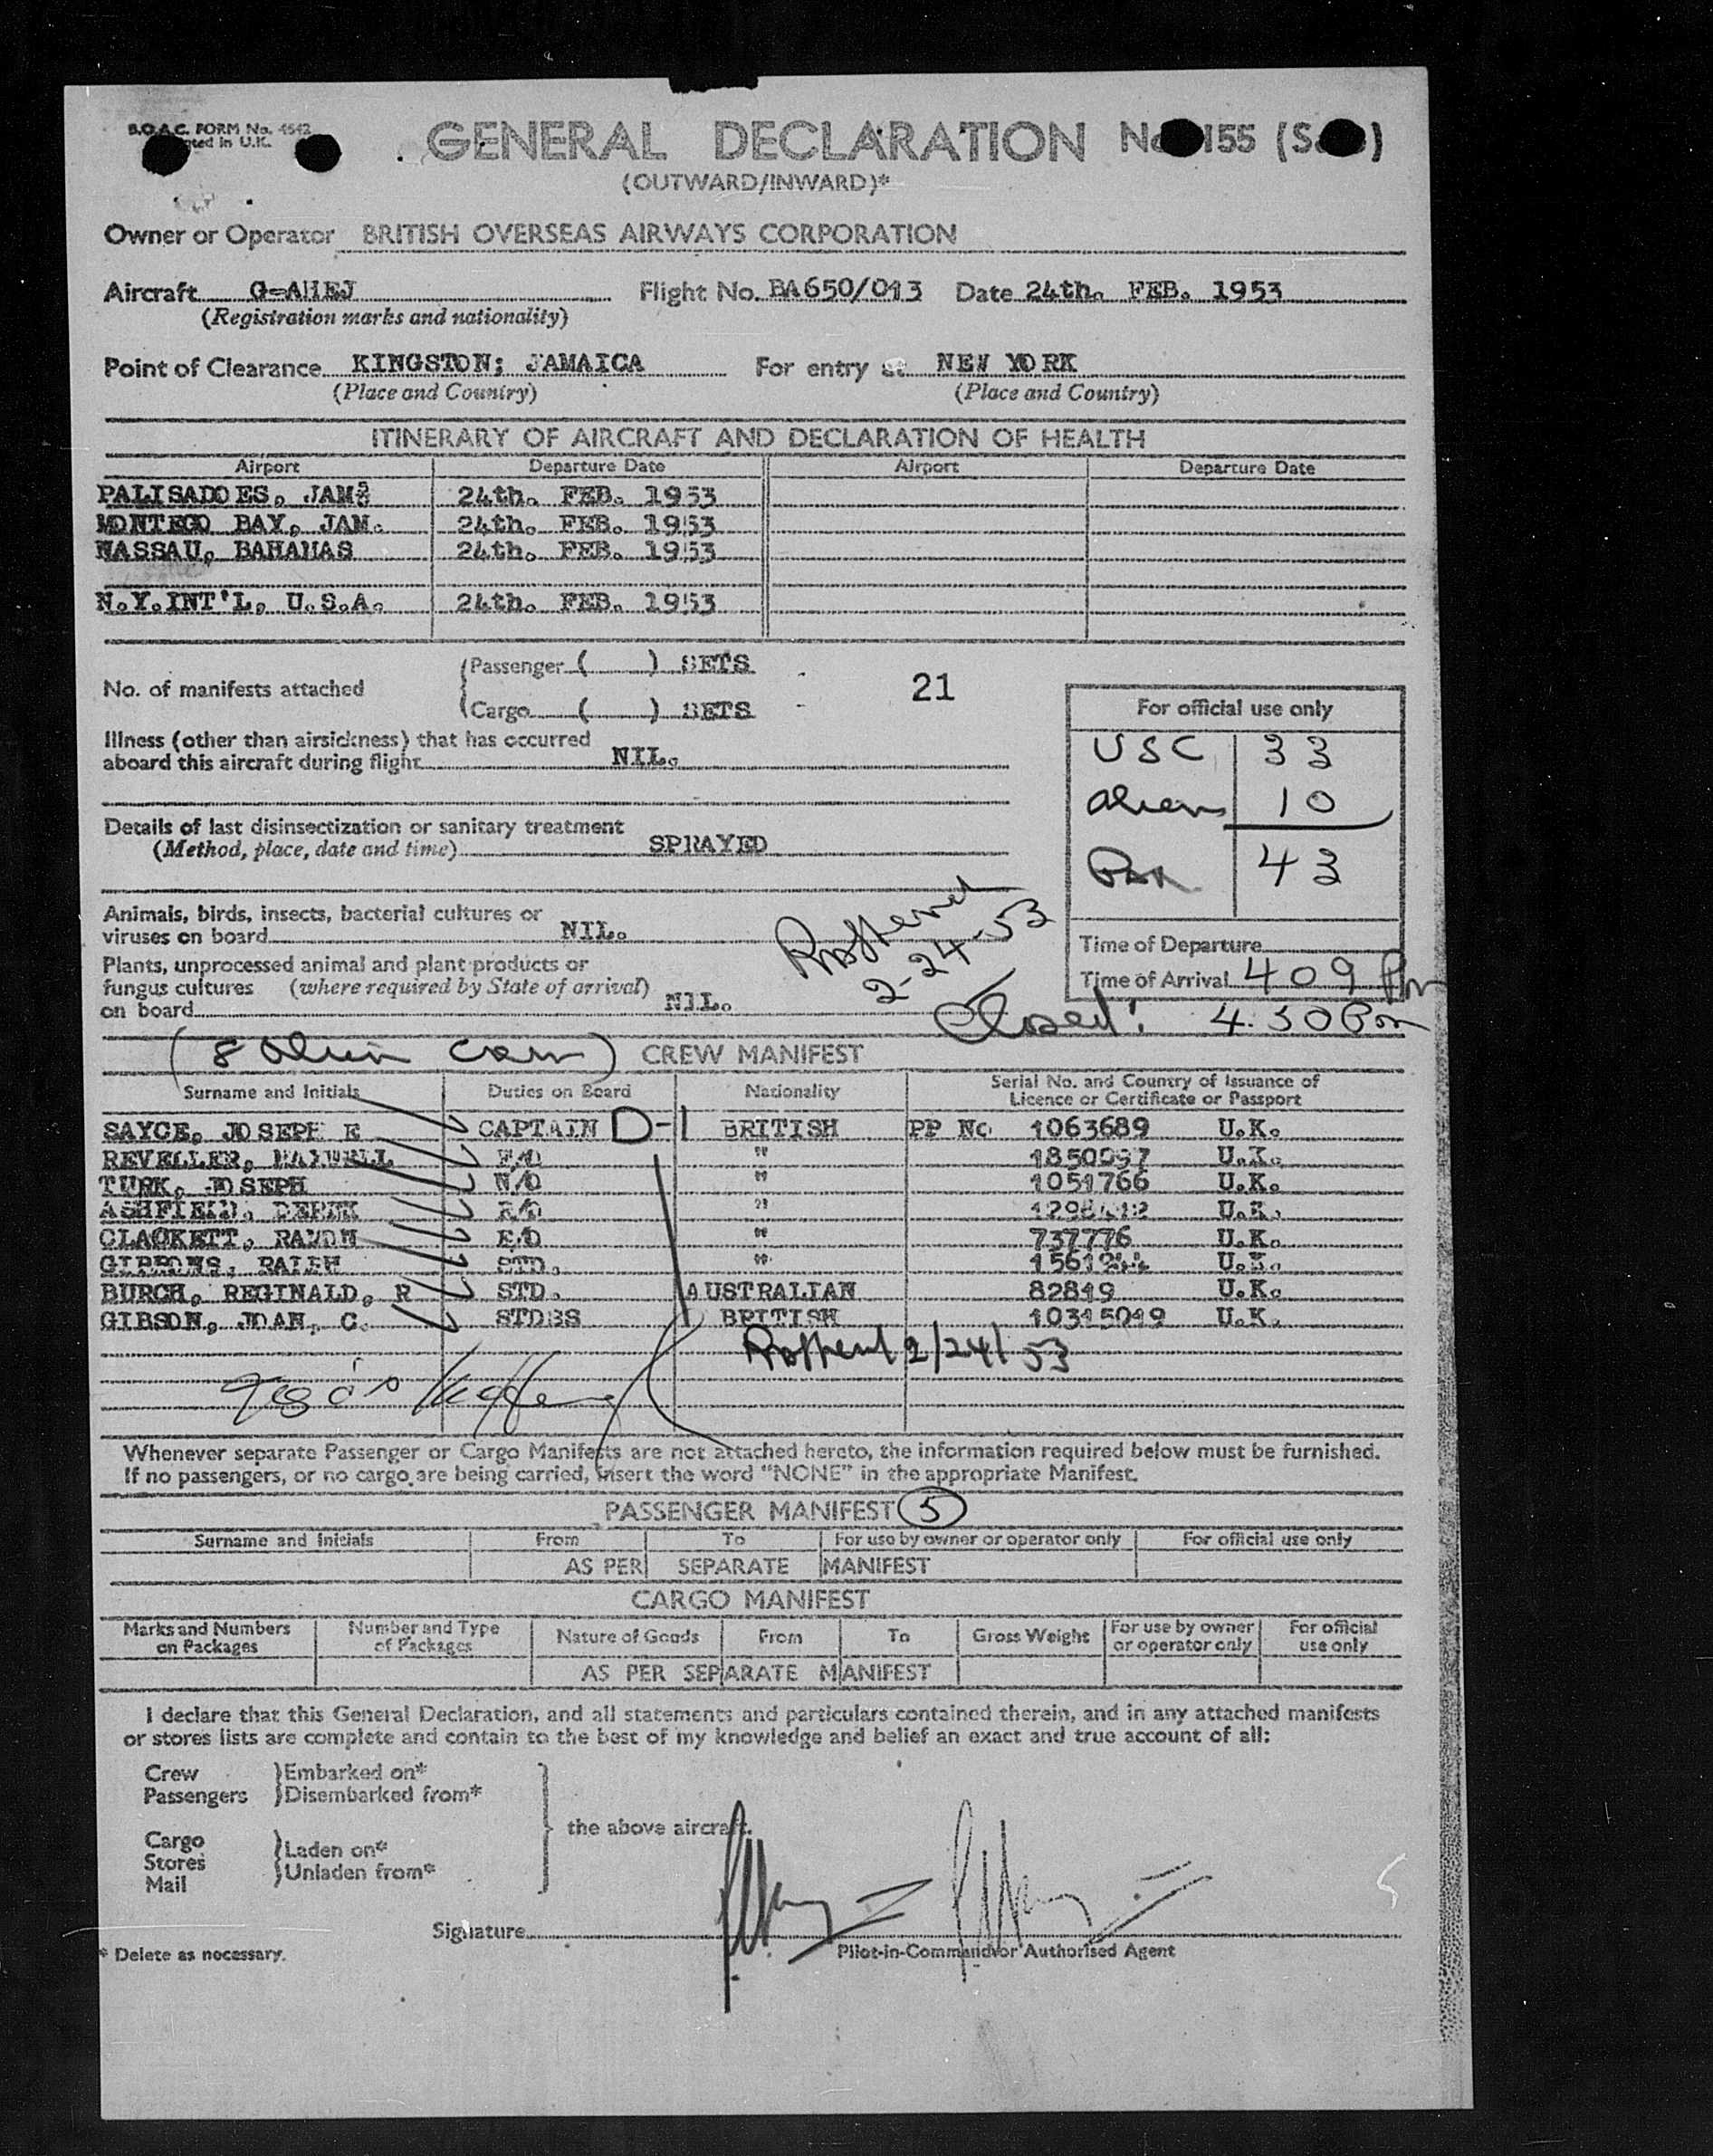 B.O.A.C. FORM No. 4542
in U.K.
GENERAL DECLARATION
(OUTWARD/INWARD)*
Owner or Operator BRITISH OVERSEAS AIRWAYS CORPORATION
Aircraft G-AHEJ Flight No. BA650/013 Date 24th. FEB. 1953
(Registration marks and nationality)
Point of Clearance KINGSTON; JAMAICA For entry at NEW YORK
(Place and Country) (Place and Country)
ITINERARY OF AIRCRAFT AND DECLARATION OF HEALTH
Airport Departure Date Airport Departure Date
PALISADOES, JAM. 24th. FEB. 1953
MONTEGO BAY, JAM. 24th. FEB. 1953
NASSAU, BAHAMAS 24th. FEB. 1953
N.Y.INT'L, U.S.A. 24th. FEB. 1953
No. of manifests attached
Passenger ( ) SETS
Cargo ( ) SETS
21
For official use only
USC 33
Aliens 10
Pax 43
Illness (other than airsickness) that has occurred
aboard this aircraft during flight NIL.
Details of last disinsectization or sanitary treatment
(Method, place, date and time) SPRAYED
Animals, birds, insects, bacterial cultures or
viruses on board NIL.
2-24-53
Time of Departure
Plants, unprocessed animal and plant products or
fungus cultures (where required by State of arrival)
on board NIL.
Time of Arrival 409 Pm
Closed: 4.30 Pm
(8 Alien Crew) CREW MANIFEST
Surname and Initials Duties on Board Nationality Serial No. and Country of Issuance of
Licence or Certificate or Passport
SAYCE, JOSEPH E CAPTAIN D-1 BRITISH PP No 1063689 U.K.
REVELLER, MAXWELL F/O " U.K.
TURK, JOSEPH N/O " 1051766 U.K.
ASHFIELD, DEREK " U.K.
CLACKETT, E/O " 737776 U.K.
GIBBONS, RALPH STD. " U.K.
BURCH, REGINALD, R STD. AUSTRALIAN 82819 U.K.
GIBSON, JOAN, C. STDESS BRITISH 10315019 U.K.
2/24/53
Whenever separate Passenger or Cargo Manifests are not attached hereto, the information required below must be furnished.
If no passengers, or no cargo are being carried, insert the word "NONE" in the appropriate Manifest.
PASSENGER MANIFEST 5
Surname and Initials From To For use by owner or operator only For official use only
AS PER SEPARATE MANIFEST
CARGO MANIFEST
Marks and Numbers on Packages Number and Type of Packages Nature of Goods From To Gross Weight For use by owner or operator only For official use only
AS PER SEPARATE MANIFEST
I declare that this General Declaration, and all statements and particulars contained therein, and in any attached manifests
or stores lists are complete and contain to the best of my knowledge and belief an exact and true account of all:
Crew Embarked on*
Passengers Disembarked from*
the above aircraft.
Cargo
Stores
Mail
Laden on*
Unladen from*
Signature
* Delete as necessary.
Pilot-in-Command or Authorised Agent